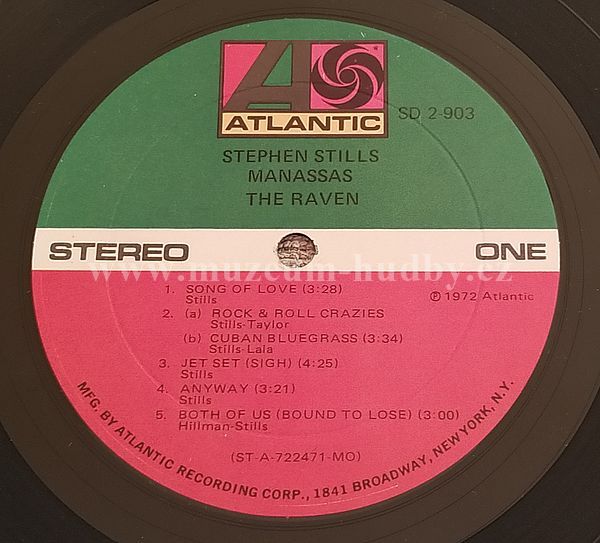 ATLANTIC
SD 2-903
STEPHEN STILLS
MANASSAS
THE RAVEN
STEREO
ONE
www.muzeum-hudby.cz
1. SONG OF LOVE (3:28)
Stills
℗ 1972 Atlantic
2. (a) ROCK & ROLL CRAZIES
Stills-Taylor
(b) CUBAN BLUEGRASS (3:34)
Stills-Lala
3. JET SET (SIGH) (4:25)
Stills
4. ANYWAY (3:21)
Stills
5. BOTH OF US (BOUND TO LOSE) (3:00)
Hillman-Stills
(ST-A-722471-MO)
MFG. BY ATLANTIC RECORDING CORP., 1841 BROADWAY, NEW YORK, N.Y.